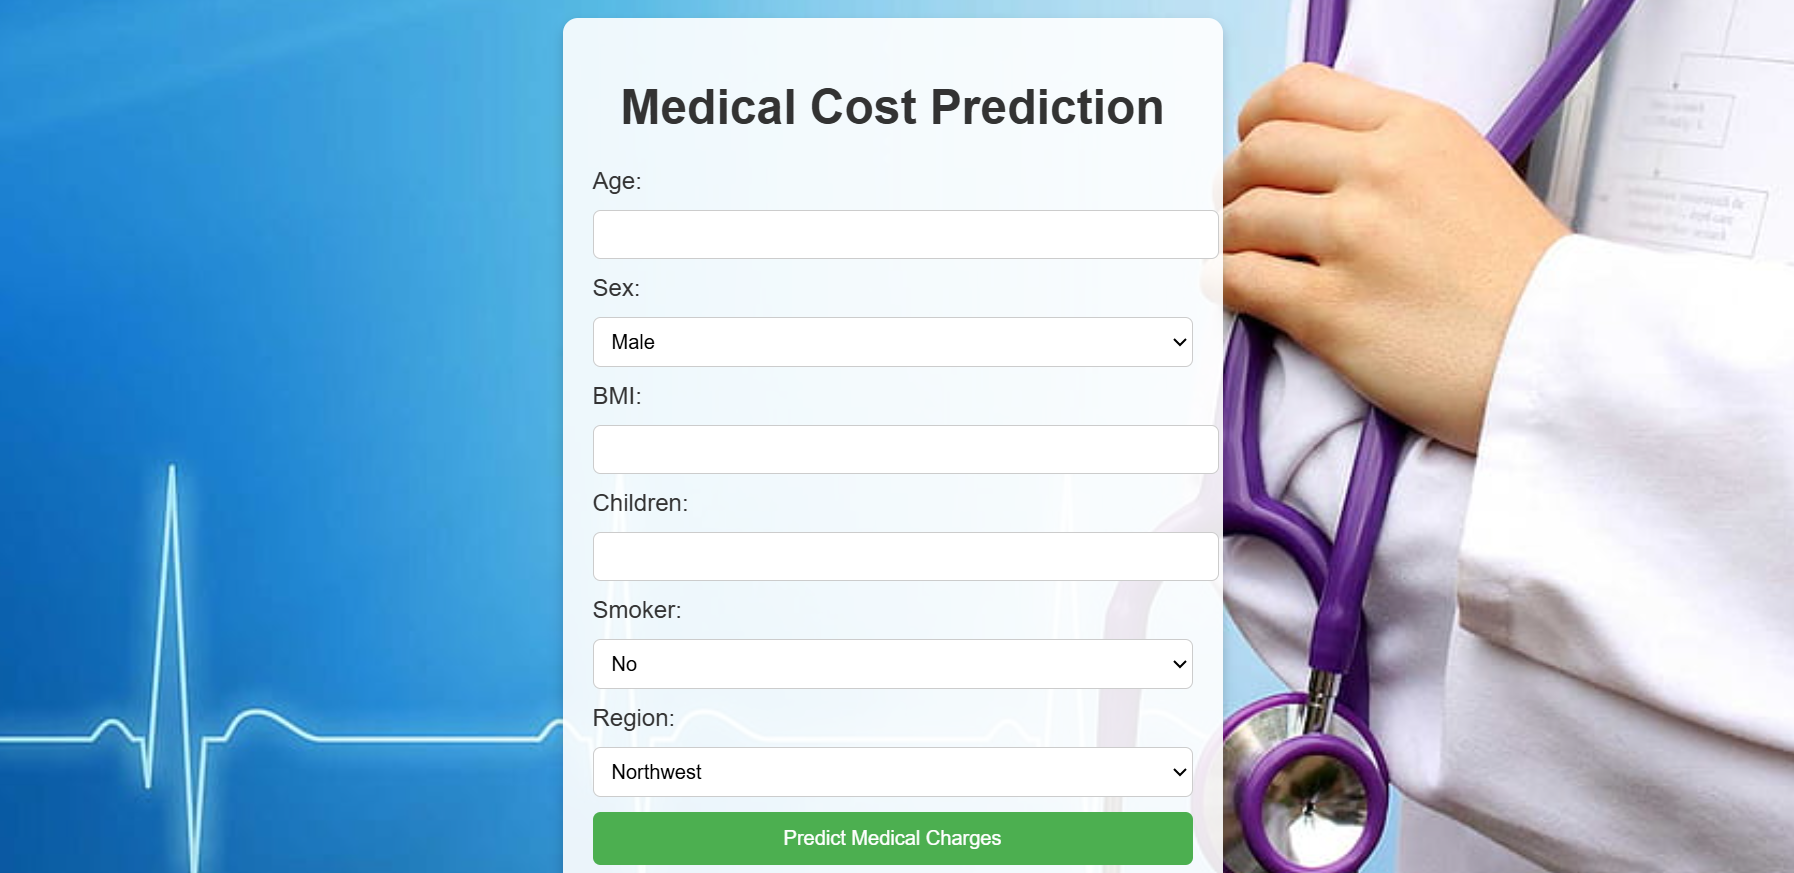 Medical Cost Prediction
Age:
Sex:
Male
BMI:
Children:
Smoker:
No
Region:
Northwest
Predict Medical Charges